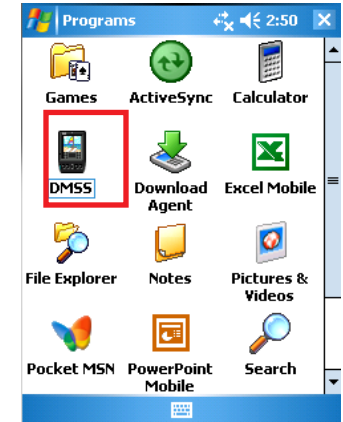 Programs 2:50
Games ActiveSync Calculator
DMSS Download Agent Excel Mobile
File Explorer Notes Pictures & Videos
Pocket MSN PowerPoint Mobile Search